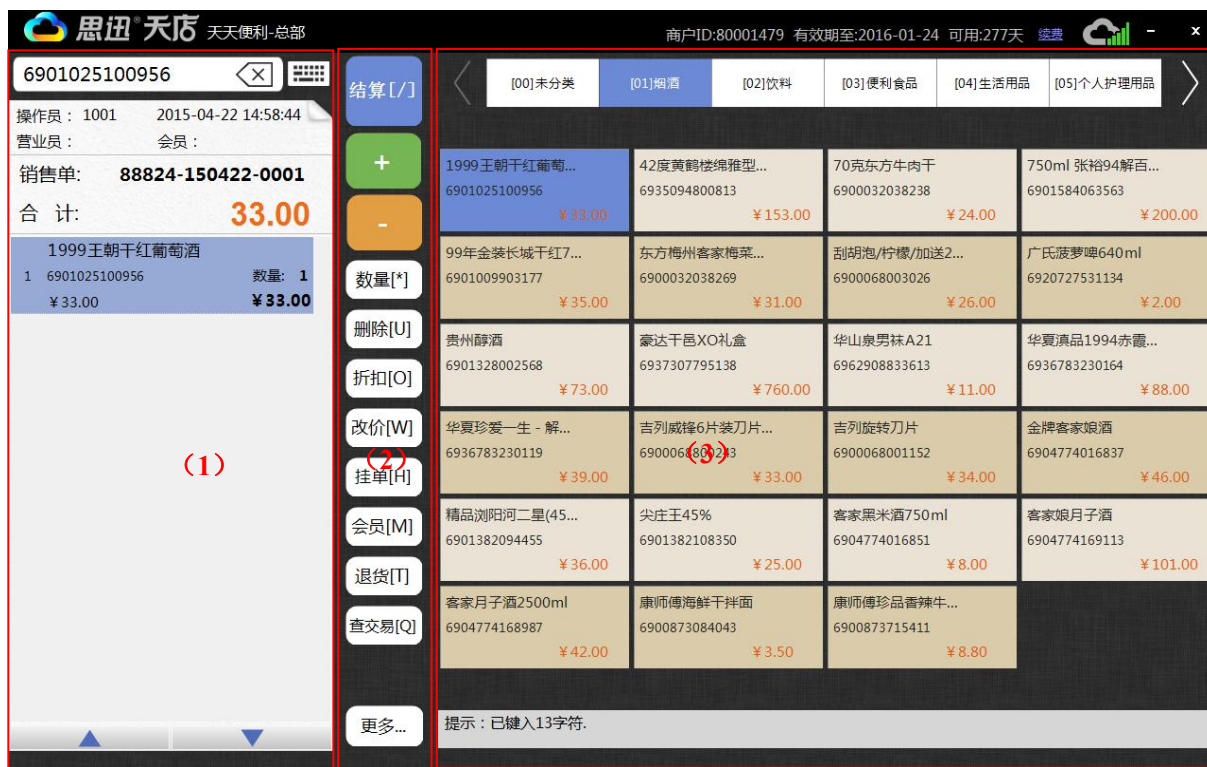 思迅®天店 天天便利-总部
商户ID:80001479 有效期至:2016-01-24 可用:277天 续费
- x
6901025100956
操作员：1001 2015-04-22 14:58:44
营业员： 会员：
销售单: 88824-150422-0001
合 计: 33.00
1999王朝干红葡萄酒
1 6901025100956 数量: 1
￥33.00 ￥33.00
（1）
结算[/]
+
-
数量[*]
删除[U]
折扣[O]
改价[W]
（2）
挂单[H]
会员[M]
退货[T]
查交易[Q]
更多...
[00]未分类 [01]烟酒 [02]饮料 [03]便利食品 [04]生活用品 [05]个人护理用品
1999王朝干红葡萄... 42度黄鹤楼绵雅型... 70克东方牛肉干 750ml 张裕94解百...
6901025100956 6935094800813 6900032038238 6901584063563
￥33.00 ￥153.00 ￥24.00 ￥200.00
99年金装长城干红7... 东方梅州客家梅菜... 刮胡泡/柠檬/加送2... 广氏菠萝啤640ml
6901009903177 6900032038269 6900068003026 6920727531134
￥35.00 ￥31.00 ￥26.00 ￥2.00
贵州醇酒 豪达干邑XO礼盒 华山泉男袜A21 华夏滇品1994赤霞...
6901328002568 6937307795138 6962908833613 6936783230164
￥73.00 ￥760.00 ￥11.00 ￥88.00
华夏珍爱一生 - 解... 吉列威锋6片装刀片... 吉列旋转刀片 金牌客家娘酒
6936783230119 6900068001152 6904774016837
（3）
￥39.00 ￥33.00 ￥34.00 ￥46.00
精品浏阳河二星(45... 尖庄王45% 客家黑米酒750ml 客家娘月子酒
6901382094455 6901382108350 6904774016851 6904774169113
￥36.00 ￥25.00 ￥8.00 ￥101.00
客家月子酒2500ml 康师傅海鲜干拌面 康师傅珍品香辣牛...
6904774168987 6900873084043 6900873715411
￥42.00 ￥3.50 ￥8.80
提示：已键入13字符.